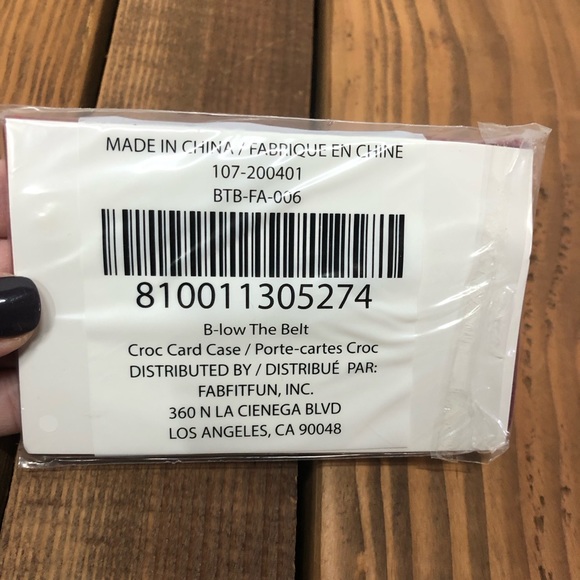 MADE IN CHINA / FABRIQUE EN CHINE
107-200401
BTB-FA-006
810011305274
B-low The Belt
Croc Card Case / Porte-cartes Croc
DISTRIBUTED BY / DISTRIBUÉ PAR:
FABFITFUN, INC.
360 N LA CIENEGA BLVD
LOS ANGELES, CA 90048